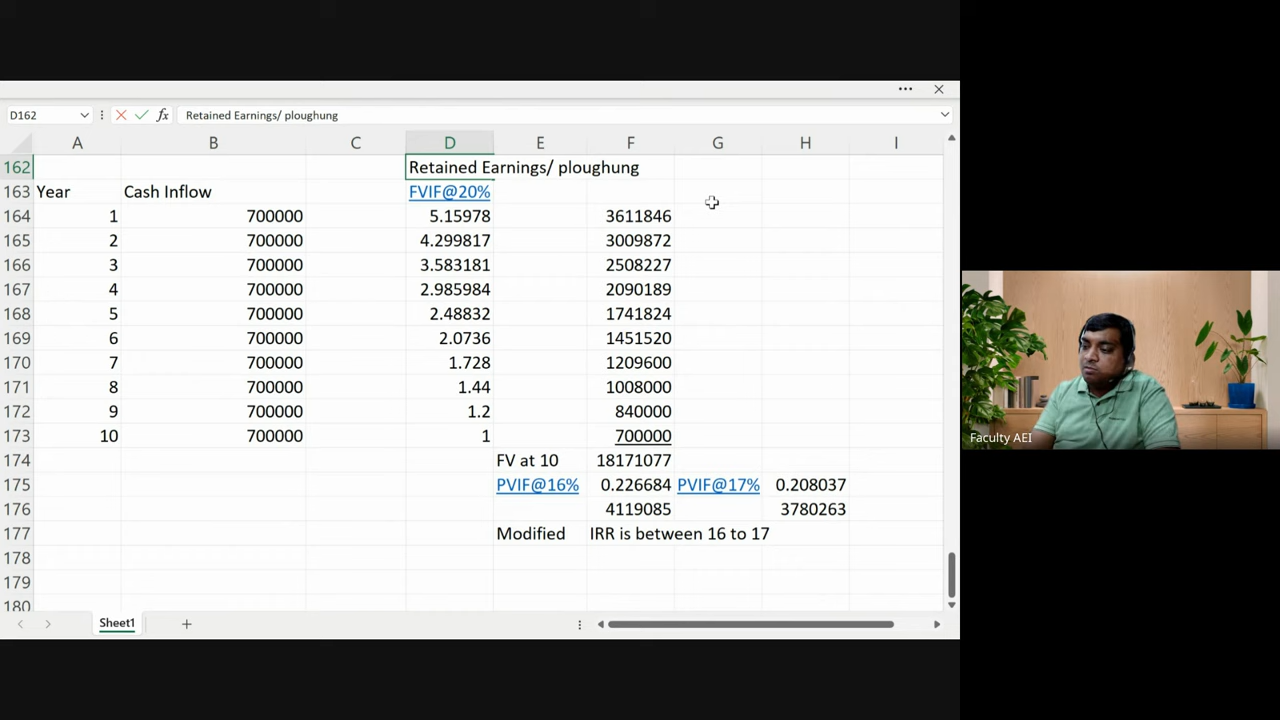 D162 fx Retained Earnings/ ploughung
A B C D E F G H I
162 Retained Earnings/ ploughung
163 Year Cash Inflow FVIF@20%
164 1 700000 5.15978 3611846
165 2 700000 4.299817 3009872
166 3 700000 3.583181 2508227
167 4 700000 2.985984 2090189
168 5 700000 2.48832 1741824
169 6 700000 2.0736 1451520
170 7 700000 1.728 1209600
171 8 700000 1.44 1008000
172 9 700000 1.2 840000
173 10 700000 1 700000
174 FV at 10 18171077
175 PVIF@16% 0.226684 PVIF@17% 0.208037
176 4119085 3780263
177 Modified IRR is between 16 to 17
178
179
180
Sheet1
Faculty AEI